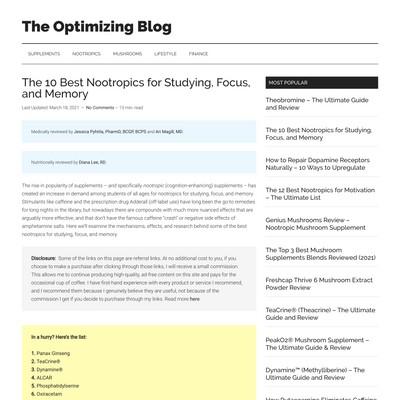 The Optimizing Blog
SUPPLEMENTS NOOTROPICS MUSHROOMS LIFESTYLE FINANCE
The 10 Best Nootropics for Studying, Focus,
and Memory
Last Updated: March 18, 2021 — No Comments — 13 min read
Medically reviewed by Jessica Pyhtila, PharmD, BCGP, BCPS and Ari Magill, MD.
Nutritionally reviewed by Diana Lee, RD.
The rise in popularity of supplements – and specifically nootropic (cognition-enhancing) supplements – has
created an increase in demand among students of all ages for nootropics for studying, focus, and memory.
Stimulants like caffeine and the prescription drug Adderall (off-label use) have long been the go-to remedies
for long nights in the library, but nowadays there are compounds with much more nuanced effects that are
arguably more effective, and that don't have the famous caffeine "crash" or negative side effects of
amphetamine salts. Here we'll examine the mechanisms, effects, and research behind some of the best
nootropics for studying, focus, and memory.
Disclosure: Some of the links on this page are referral links. At no additional cost to you, if you
choose to make a purchase after clicking through those links, I will receive a small commission.
This allows me to continue producing high-quality, ad-free content on this site and pays for the
occasional cup of coffee. I have first-hand experience with every product or service I recommend,
and I recommend them because I genuinely believe they are useful, not because of the
commission I get if you decide to purchase through my links. Read more here
In a hurry? Here's the list:
1. Panax Ginseng
2. TeaCrine®
3. Dynamine®
4. ALCAR
5. Phosphatidylserine
6. Oxiracetam
MOST POPULAR
Theobromine – The Ultimate Guide
and Review
The 10 Best Nootropics for Studying,
Focus, and Memory
How to Repair Dopamine Receptors
Naturally – 10 Ways to Upregulate
The 12 Best Nootropics for Motivation
– The Ultimate List
Genius Mushrooms Review –
Nootropic Mushroom Supplement
The Top 3 Best Mushroom
Supplements Blends Reviewed (2021)
Freshcap Thrive 6 Mushroom Extract
Powder Review
TeaCrine® (Theacrine) – The Ultimate
Guide and Review
PeakO2® Mushroom Supplement –
The Ultimate Guide & Review
Dynamine™ (Methylliberine) – The
Ultimate Guide and Review